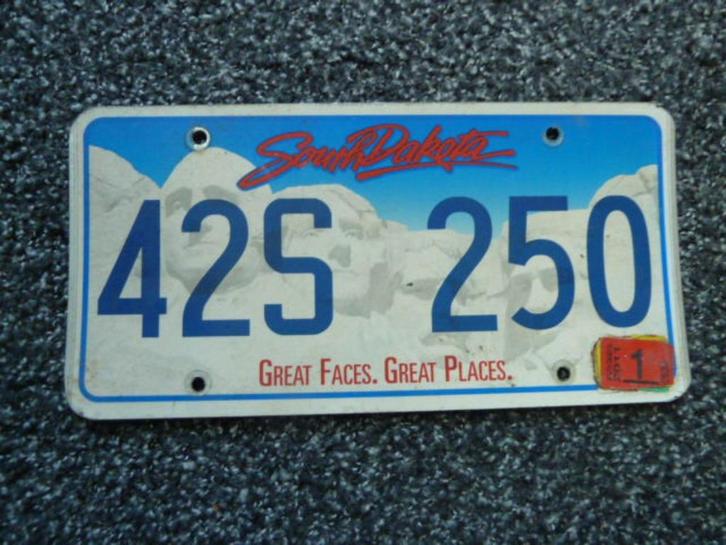 South Dakota
42S 250
GREAT FACES. GREAT PLACES.
1